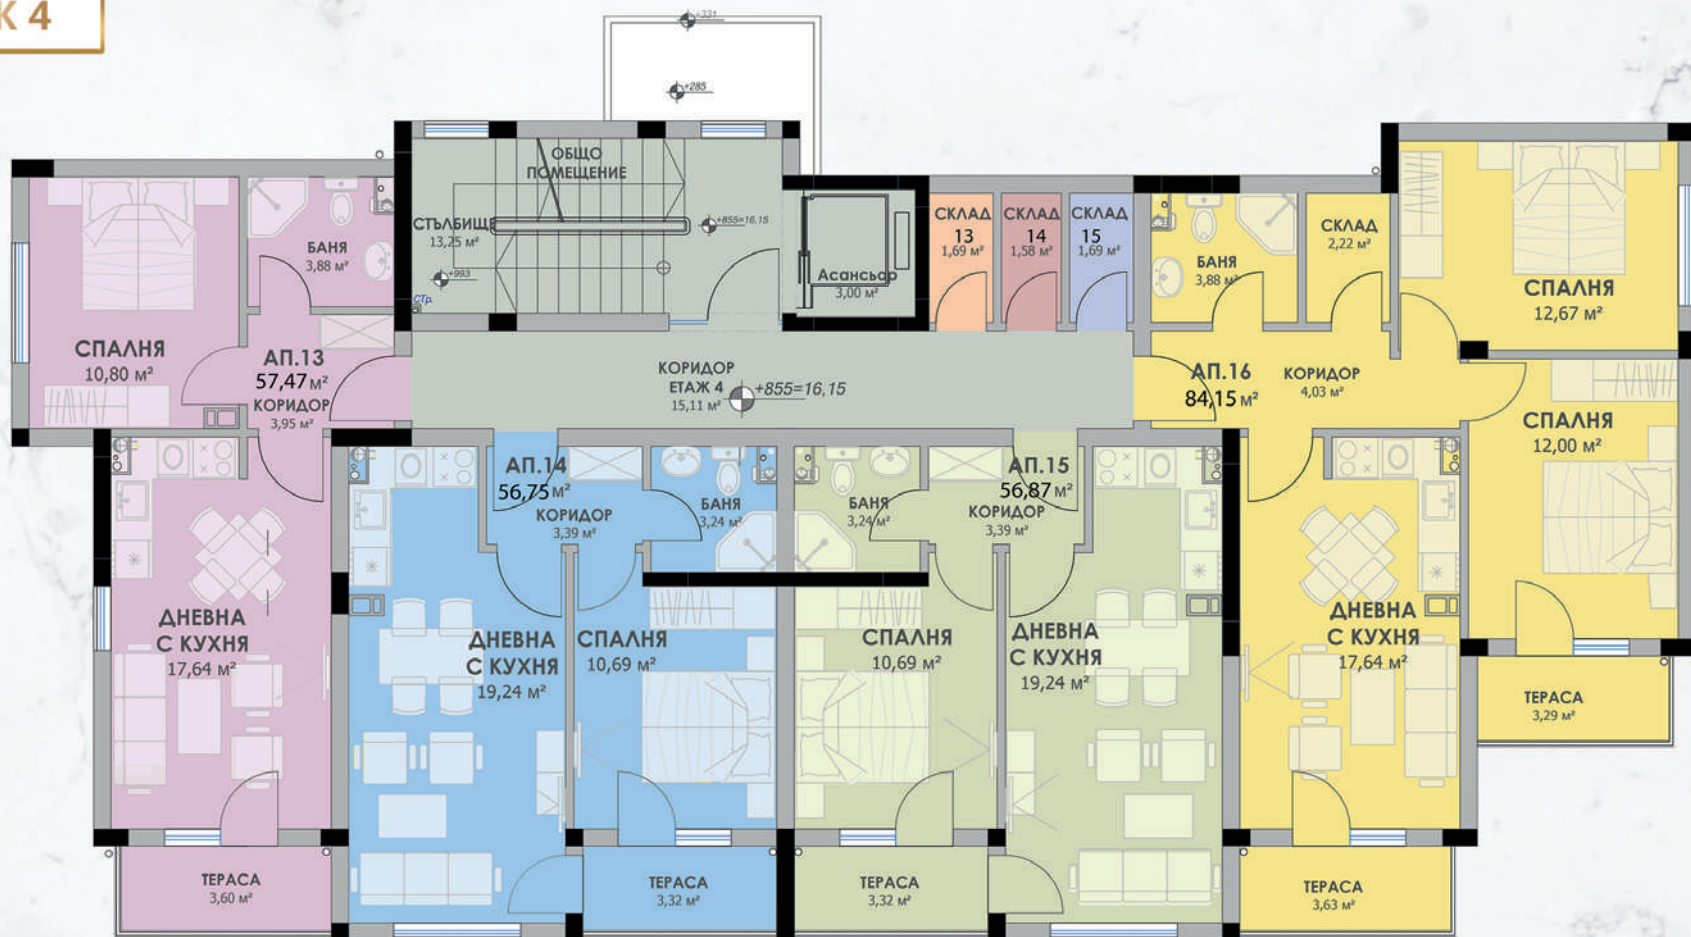 К 4
+331
+285
ОБЩО
ПОМЕЩЕНИЕ
СТЪЛБИЩЕ
13,25 м²
+855=16,15
+993
СТР.
Асансьор
3,00 м²
СКЛАД
13
1,69 м²
СКЛАД
14
1,58 м²
СКЛАД
15
1,69 м²
БАНЯ
3,88 м²
СКЛАД
2,22 м²
СПАЛНЯ
12,67 м²
БАНЯ
3,88 м²
СПАЛНЯ
10,80 м²
АП.13
57,47 м²
КОРИДОР
3,95 м²
КОРИДОР
ЕТАЖ 4
15,11 м²
+855=16,15
АП.16
84,15 м²
КОРИДОР
4,03 м²
СПАЛНЯ
12,00 м²
АП.14
56,75 м²
КОРИДОР
3,39 м²
БАНЯ
3,24 м²
БАНЯ
3,24 м²
АП.15
56,87 м²
КОРИДОР
3,39 м²
ДНЕВНА
С КУХНЯ
17,64 м²
ДНЕВНА
С КУХНЯ
19,24 м²
СПАЛНЯ
10,69 м²
СПАЛНЯ
10,69 м²
ДНЕВНА
С КУХНЯ
19,24 м²
ДНЕВНА
С КУХНЯ
17,64 м²
ТЕРАСА
3,29 м²
ТЕРАСА
3,60 м²
ТЕРАСА
3,32 м²
ТЕРАСА
3,32 м²
ТЕРАСА
3,63 м²